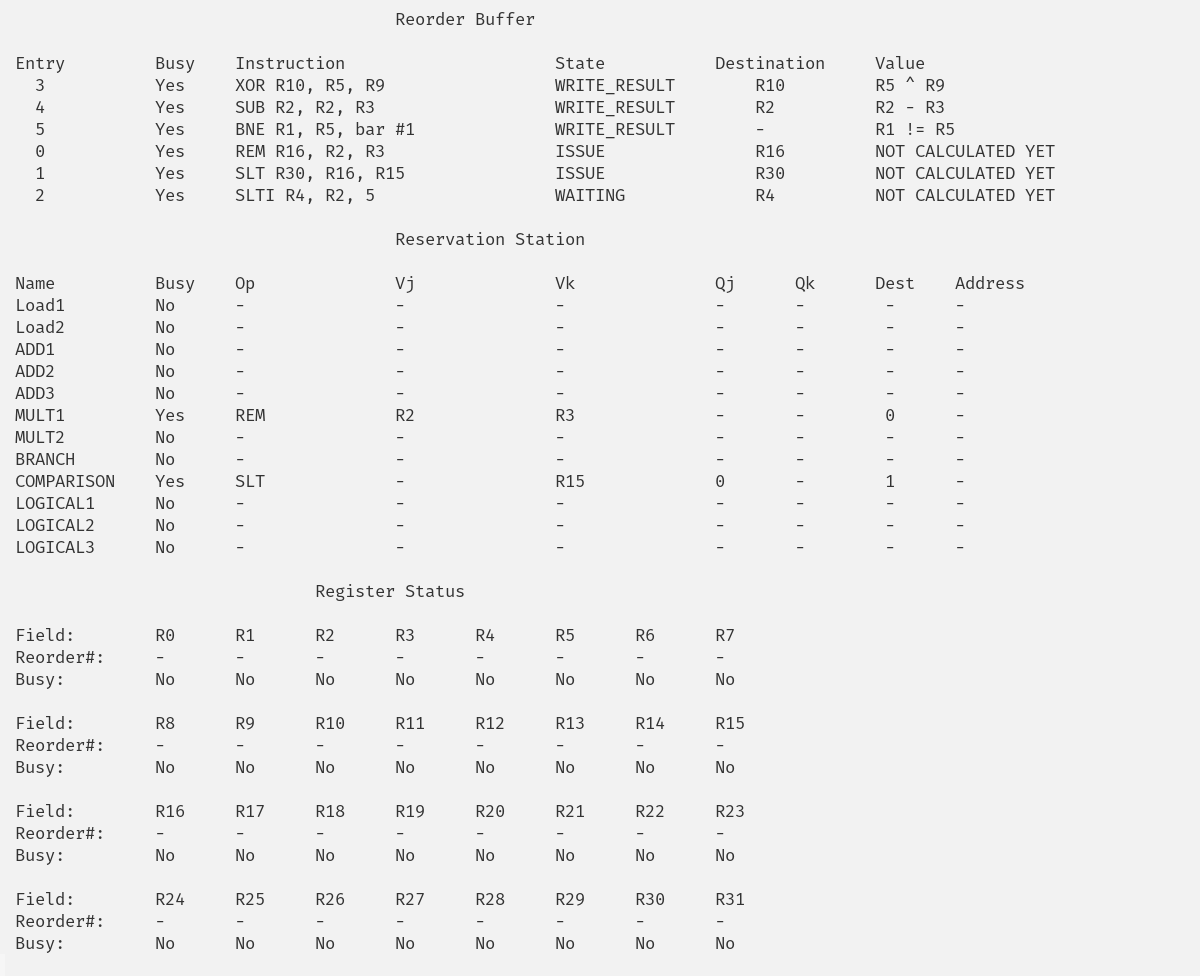 Reorder Buffer
Entry Busy Instruction State Destination Value
3 Yes XOR R10, R5, R9 WRITE_RESULT R10 R5 ^ R9
4 Yes SUB R2, R2, R3 WRITE_RESULT R2 R2 - R3
5 Yes BNE R1, R5, bar #1 WRITE_RESULT - R1 != R5
0 Yes REM R16, R2, R3 ISSUE R16 NOT CALCULATED YET
1 Yes SLT R30, R16, R15 ISSUE R30 NOT CALCULATED YET
2 Yes SLTI R4, R2, 5 WAITING R4 NOT CALCULATED YET
Reservation Station
Name Busy Op Vj Vk Qj Qk Dest Address
Load1 No - - - - - - -
Load2 No - - - - - - -
ADD1 No - - - - - - -
ADD2 No - - - - - - -
ADD3 No - - - - - - -
MULT1 Yes REM R2 R3 - - 0 -
MULT2 No - - - - - - -
BRANCH No - - - - - - -
COMPARISON Yes SLT - R15 0 - 1 -
LOGICAL1 No - - - - - - -
LOGICAL2 No - - - - - - -
LOGICAL3 No - - - - - - -
Register Status
Field: R0 R1 R2 R3 R4 R5 R6 R7
Reorder#: - - - - - - - -
Busy: No No No No No No No No
Field: R8 R9 R10 R11 R12 R13 R14 R15
Reorder#: - - - - - - - -
Busy: No No No No No No No No
Field: R16 R17 R18 R19 R20 R21 R22 R23
Reorder#: - - - - - - - -
Busy: No No No No No No No No
Field: R24 R25 R26 R27 R28 R29 R30 R31
Reorder#: - - - - - - - -
Busy: No No No No No No No No